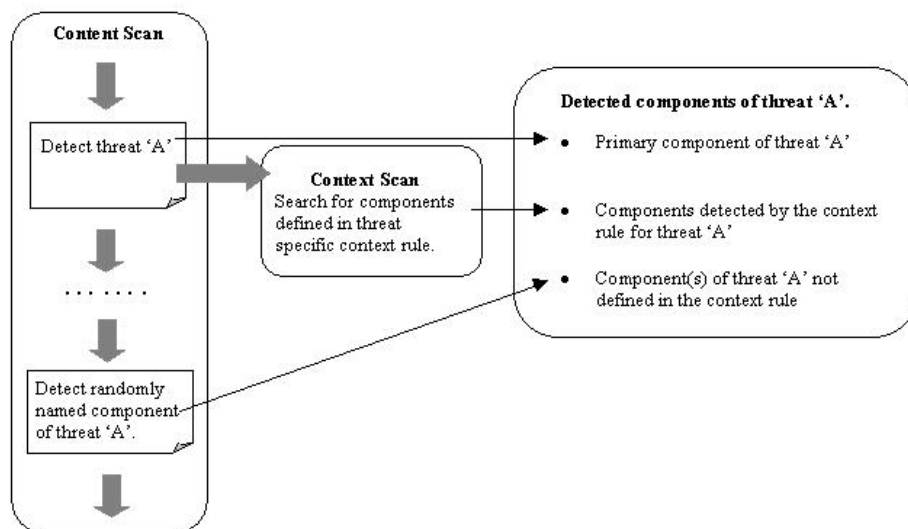 Content Scan
Detect threat ‘A’
. . . . . . . .
Detect randomly
named component
of threat ‘A’.
Context Scan
Search for components
defined in threat
specific context rule.
Detected components of threat ‘A’.
• Primary component of threat ‘A’
• Components detected by the context
rule for threat ‘A’
• Component(s) of threat ‘A’ not
defined in the context rule